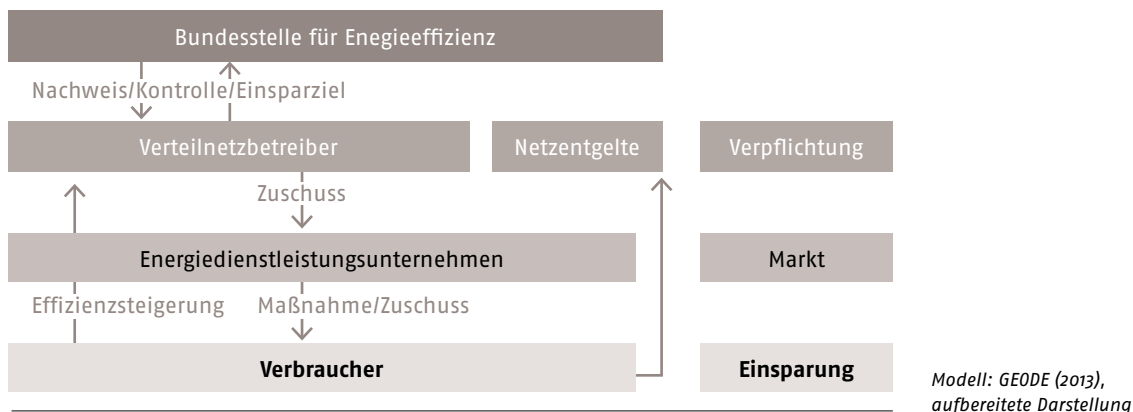 Bundesstelle für Enegieeffizienz
Nachweis/Kontrolle/Einsparziel
Verteilnetzbetreiber
Netzentgelte
Verpflichtung
Zuschuss
Energiedienstleistungsunternehmen
Markt
Effizienzsteigerung
Maßnahme/Zuschuss
Verbraucher
Einsparung
Modell: GEODE (2013),
aufbereitete Darstellung